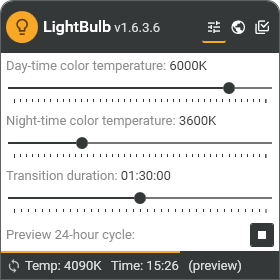 LightBulb v1.6.3.6
Day-time color temperature: 6000K
Night-time color temperature: 3600K
Transition duration: 01:30:00
Preview 24-hour cycle:
Temp: 4090K Time: 15:26 (preview)